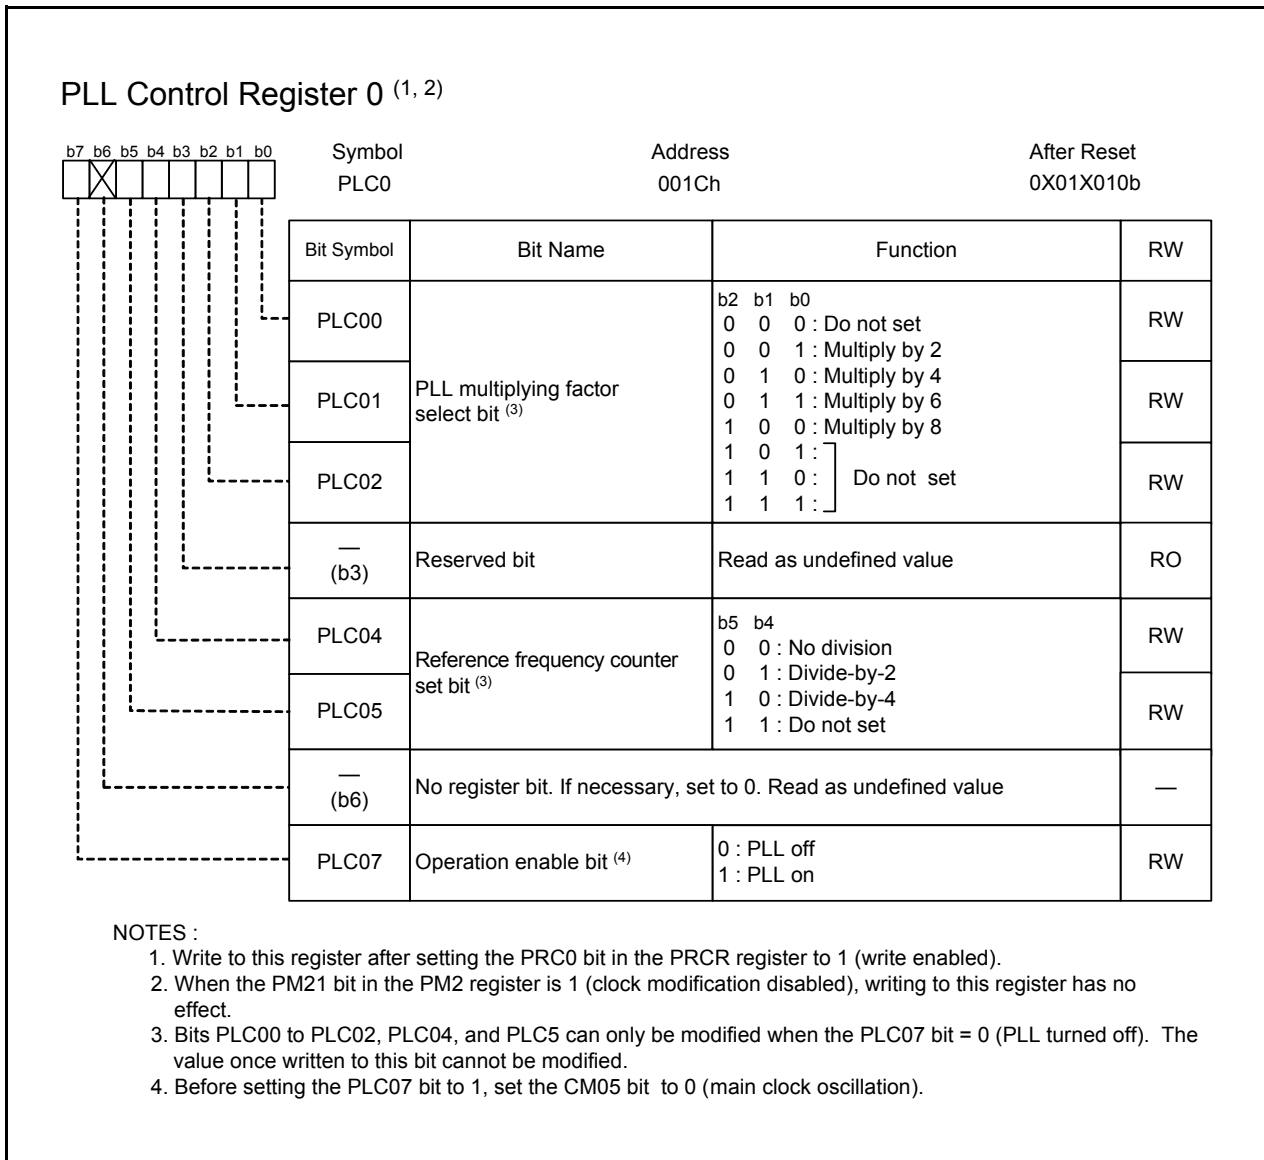 PLL Control Register 0 (1, 2)
b7 b6 b5 b4 b3 b2 b1 b0
Symbol Address After Reset
PLC0 001Ch 0X01X010b
Bit Symbol Bit Name Function RW
PLC00 RW
PLC01 RW
PLC02 RW
PLL multiplying factor
select bit (3)
b2 b1 b0
0 0 0 : Do not set
0 0 1 : Multiply by 2
0 1 0 : Multiply by 4
0 1 1 : Multiply by 6
1 0 0 : Multiply by 8
1 0 1 :
1 1 0 : Do not set
1 1 1 :
— (b3) Reserved bit Read as undefined value RO
PLC04 RW
PLC05 RW
Reference frequency counter
set bit (3)
b5 b4
0 0 : No division
0 1 : Divide-by-2
1 0 : Divide-by-4
1 1 : Do not set
— (b6) No register bit. If necessary, set to 0. Read as undefined value —
PLC07 Operation enable bit (4) RW
0 : PLL off
1 : PLL on
NOTES :
1. Write to this register after setting the PRC0 bit in the PRCR register to 1 (write enabled).
2. When the PM21 bit in the PM2 register is 1 (clock modification disabled), writing to this register has no
effect.
3. Bits PLC00 to PLC02, PLC04, and PLC5 can only be modified when the PLC07 bit = 0 (PLL turned off). The
value once written to this bit cannot be modified.
4. Before setting the PLC07 bit to 1, set the CM05 bit to 0 (main clock oscillation).